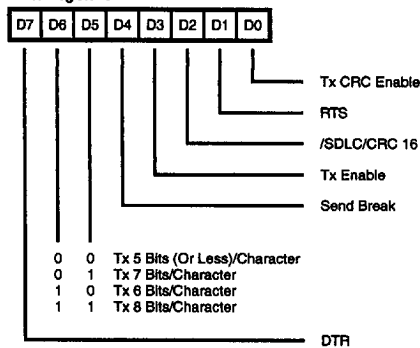 D7 D6 D5 D4 D3 D2 D1 D0
Tx CRC Enable
RTS
/SDLC/CRC 16
Tx Enable
Send Break
0 0 Tx 5 Bits (Or Less)/Character
0 1 Tx 7 Bits/Character
1 0 Tx 6 Bits/Character
1 1 Tx 8 Bits/Character
DTR